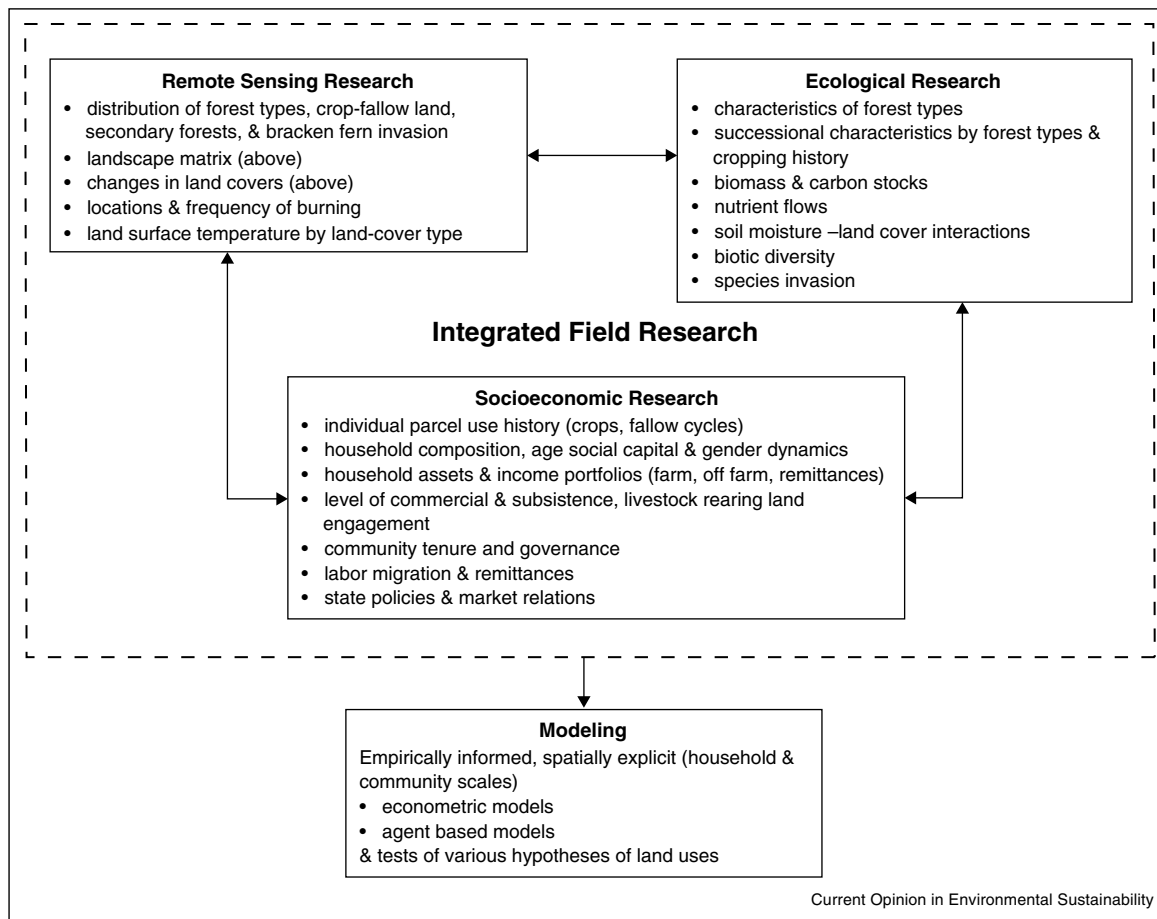 Remote Sensing Research
• distribution of forest types, crop-fallow land,
secondary forests, & bracken fern invasion
• landscape matrix (above)
• changes in land covers (above)
• locations & frequency of burning
• land surface temperature by land-cover type
Ecological Research
• characteristics of forest types
• successional characteristics by forest types &
cropping history
• biomass & carbon stocks
• nutrient flows
• soil moisture –land cover interactions
• biotic diversity
• species invasion
Integrated Field Research
Socioeconomic Research
• individual parcel use history (crops, fallow cycles)
• household composition, age social capital & gender dynamics
• household assets & income portfolios (farm, off farm, remittances)
• level of commercial & subsistence, livestock rearing land
engagement
• community tenure and governance
• labor migration & remittances
• state policies & market relations
Modeling
Empirically informed, spatially explicit (household &
community scales)
• econometric models
• agent based models
& tests of various hypotheses of land uses
Current Opinion in Environmental Sustainability